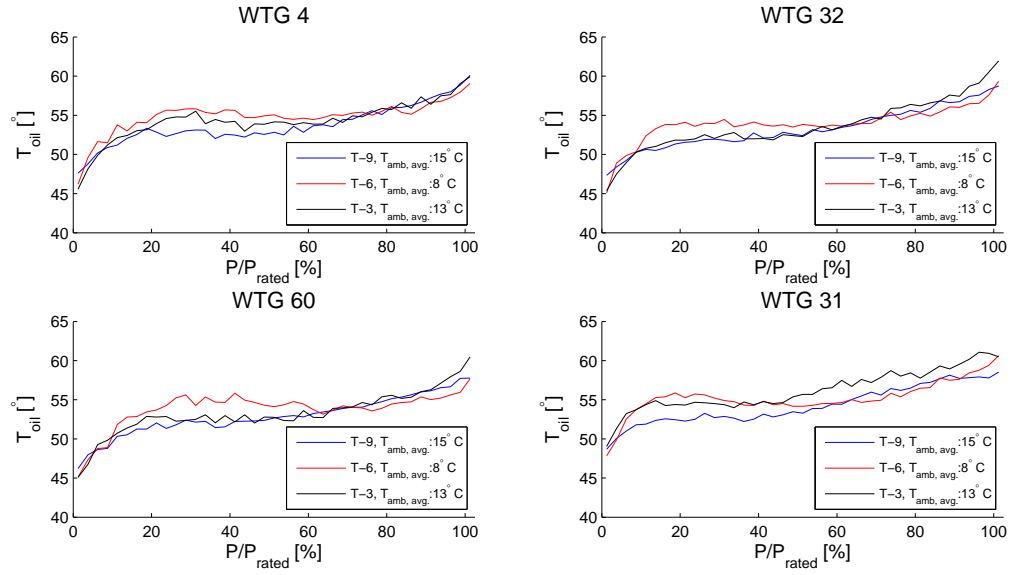 WTG 4
65
60
55
50
45
40
T_oil [°]
0 20 40 60 80 100
P/P_rated [%]
T−9, T_amb, avg.:15° C
T−6, T_amb, avg.:8° C
T−3, T_amb, avg.:13° C
WTG 32
65
60
55
50
45
40
T_oil [°]
0 20 40 60 80 100
P/P_rated [%]
T−9, T_amb, avg.:15° C
T−6, T_amb, avg.:8° C
T−3, T_amb, avg.:13° C
WTG 60
65
60
55
50
45
40
T_oil [°]
0 20 40 60 80 100
P/P_rated [%]
T−9, T_amb, avg.:15° C
T−6, T_amb, avg.:8° C
T−3, T_amb, avg.:13° C
WTG 31
65
60
55
50
45
40
T_oil [°]
0 20 40 60 80 100
P/P_rated [%]
T−9, T_amb, avg.:15° C
T−6, T_amb, avg.:8° C
T−3, T_amb, avg.:13° C